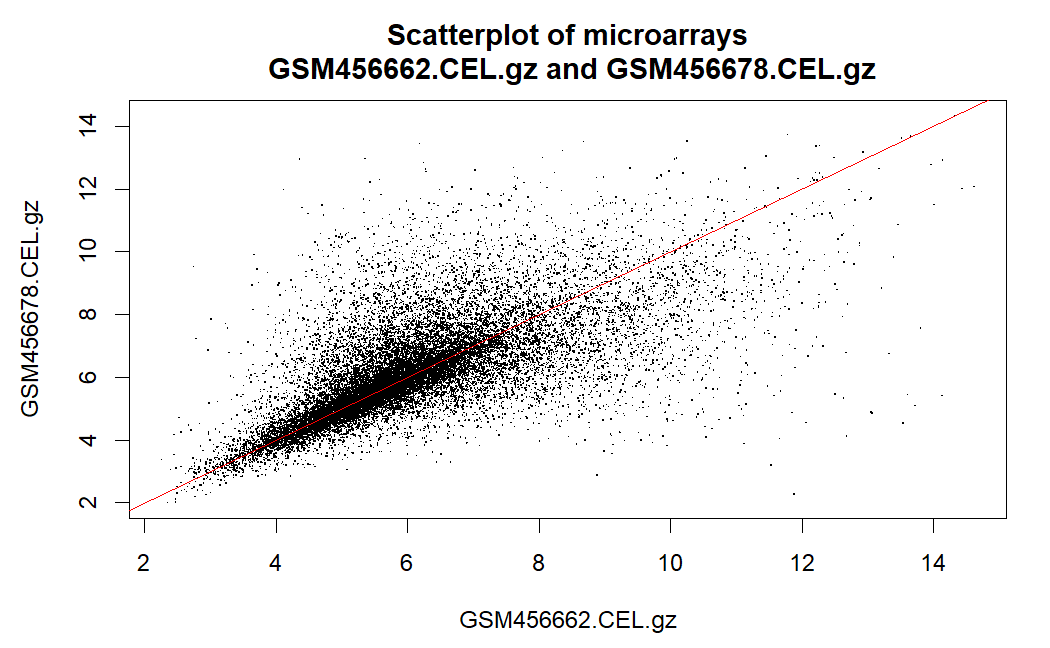 Scatterplot of microarrays
GSM456662.CEL.gz and GSM456678.CEL.gz
14
12
10
8
6
4
2
GSM456678.CEL.gz
2 4 6 8 10 12 14
GSM456662.CEL.gz